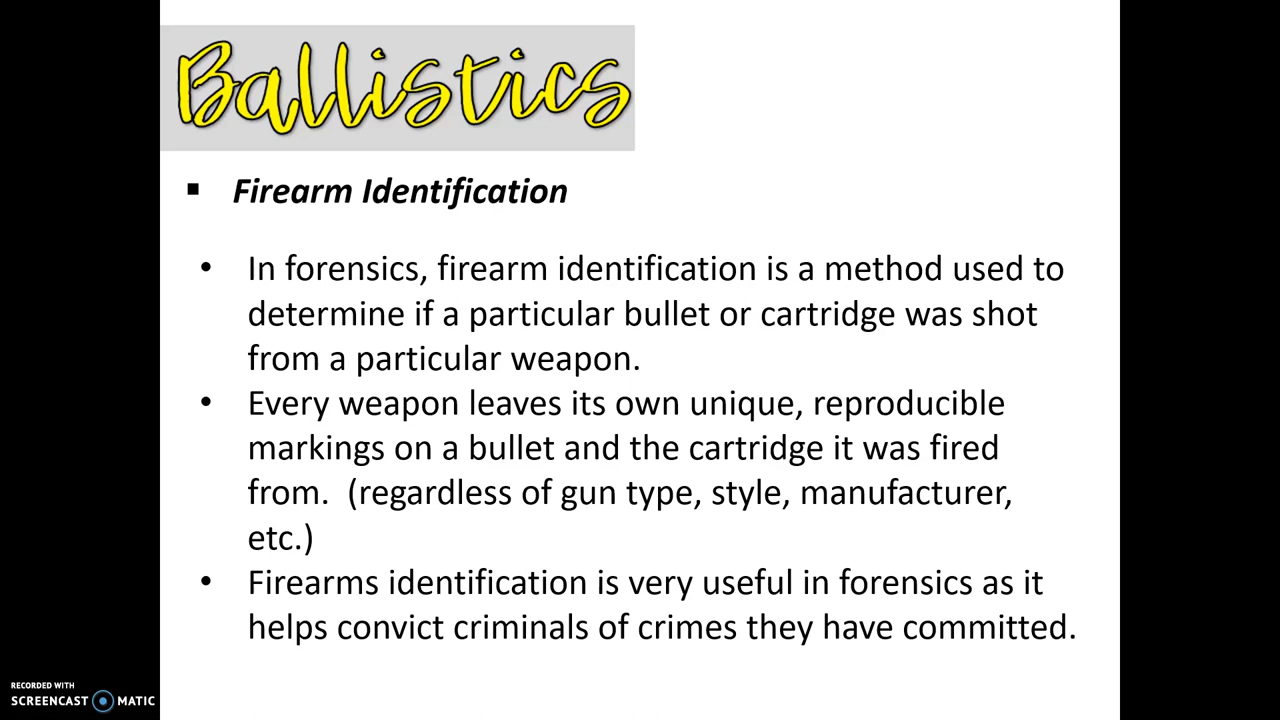 Ballistics
▪ Firearm Identification
• In forensics, firearm identification is a method used to
determine if a particular bullet or cartridge was shot
from a particular weapon.
• Every weapon leaves its own unique, reproducible
markings on a bullet and the cartridge it was fired
from.  (regardless of gun type, style, manufacturer,
etc.)
• Firearms identification is very useful in forensics as it
helps convict criminals of crimes they have committed.
RECORDED WITH
SCREENCAST MATIC